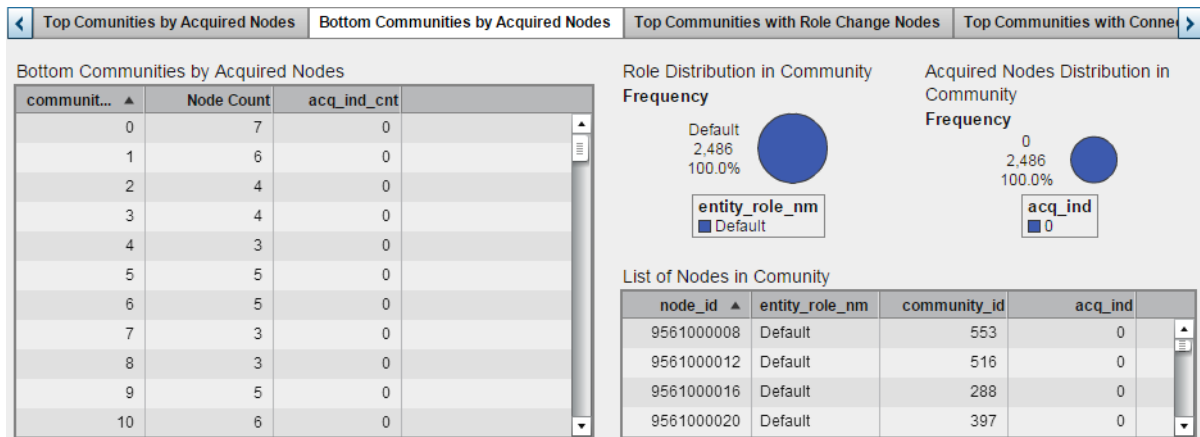 Top Comunities by Acquired Nodes
Bottom Communities by Acquired Nodes
Top Communities with Role Change Nodes
Top Communities with
Bottom Communities by Acquired Nodes
communit... Node Count acq_ind_cnt
0 7 0
1 6 0
2 4 0
3 4 0
4 3 0
5 5 0
6 5 0
7 3 0
8 3 0
9 5 0
10 6 0
Role Distribution in Community
Frequency
Default
2,486
100.0%
entity_role_nm
Default
Acquired Nodes Distribution in
Community
Frequency
0
2,486
100.0%
acq_ind
0
List of Nodes in Comunity
node_id entity_role_nm community_id acq_ind
9561000008 Default 553 0
9561000012 Default 516 0
9561000016 Default 288 0
9561000020 Default 397 0